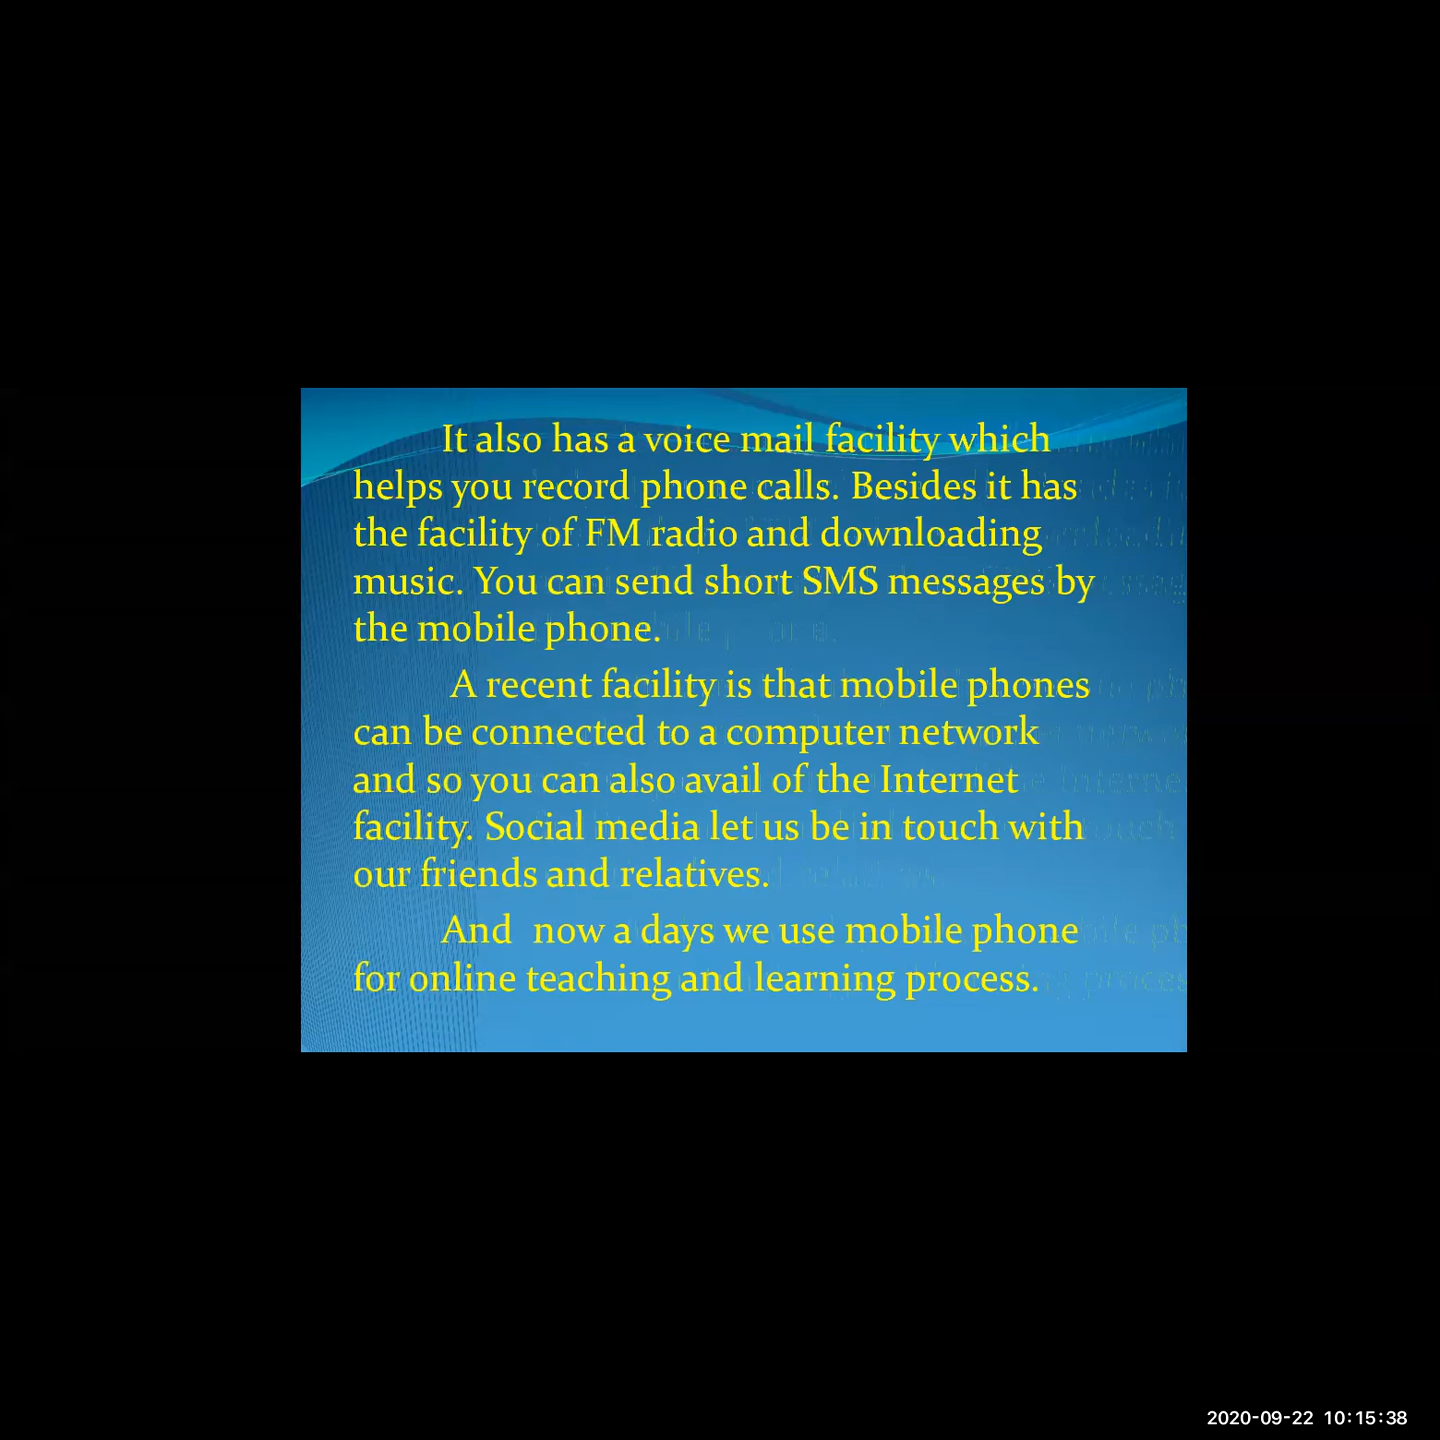 It also has a voice mail facility which
helps you record phone calls. Besides it has
the facility of FM radio and downloading
music. You can send short SMS messages by
the mobile phone.
A recent facility is that mobile phones
can be connected to a computer network
and so you can also avail of the Internet
facility. Social media let us be in touch with
our friends and relatives.
And now a days we use mobile phone
for online teaching and learning process.
2020-09-22 10:15:38